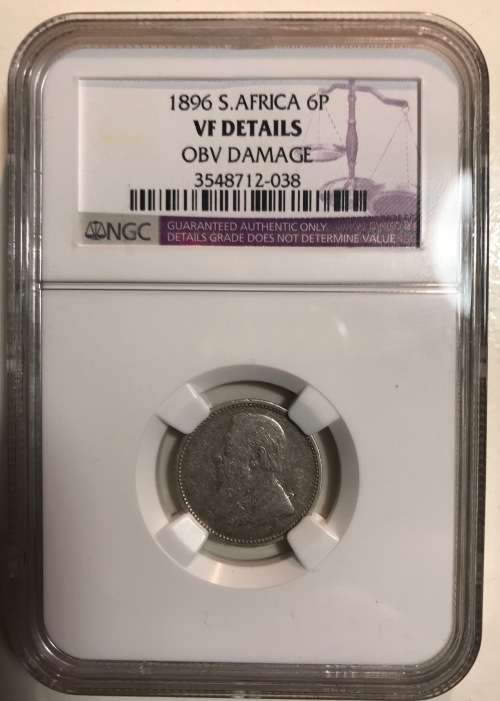 1896 S.AFRICA 6P
VF DETAILS
OBV DAMAGE
3548712-038
NGC
GUARANTEED AUTHENTIC ONLY
DETAILS GRADE DOES NOT DETERMINE VALUE